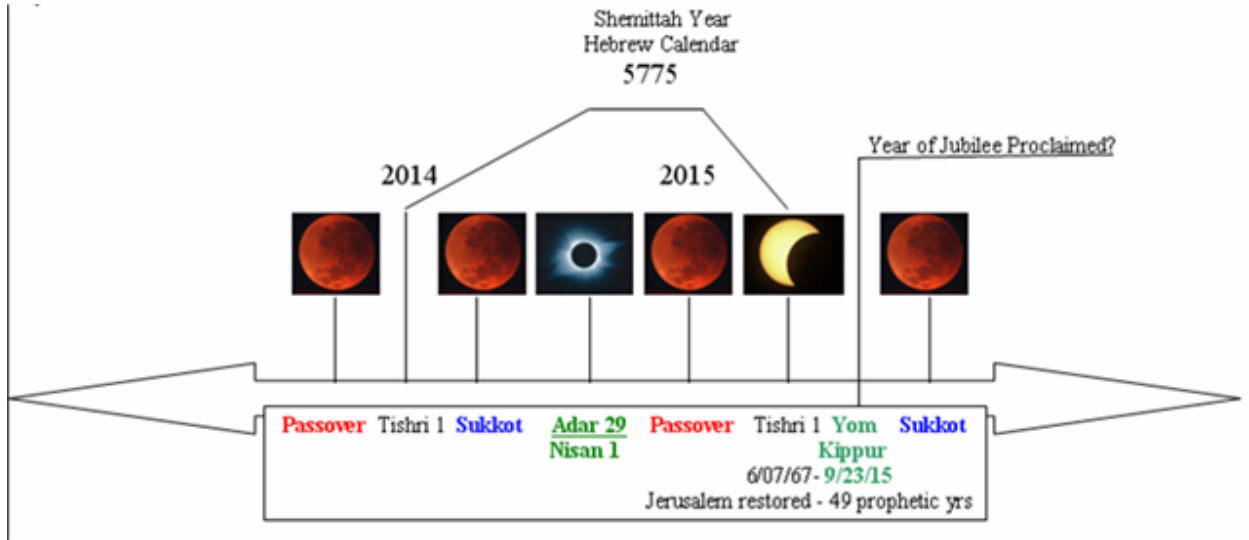 Shemittah Year
Hebrew Calendar
5775
Year of Jubilee Proclaimed?
2014 2015
Passover Tishri 1 Sukkot Adar 29 Passover Tishri 1 Yom Sukkot
Nisan 1 Kippur
6/07/67- 9/23/15
Jerusalem restored - 49 prophetic yrs